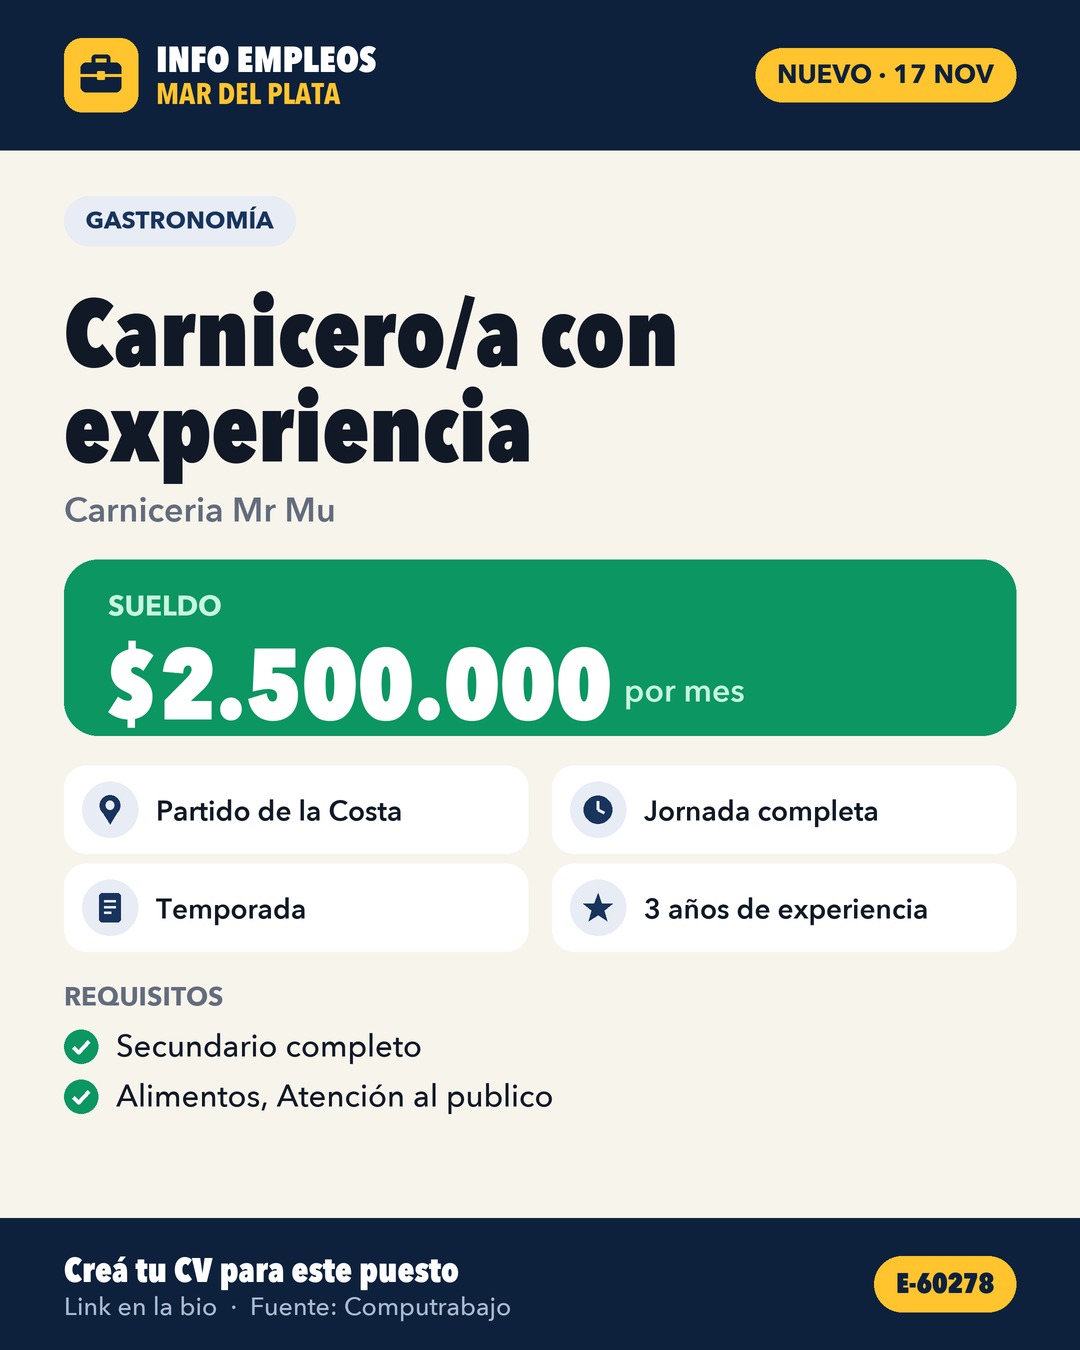 INFO EMPLEOS
MAR DEL PLATA
NUEVO · 17 NOV
GASTRONOMÍA
Carnicero/a con
experiencia
Carniceria Mr Mu
SUELDO
$2.500.000 por mes
Partido de la Costa
Jornada completa
Temporada
3 años de experiencia
REQUISITOS
Secundario completo
Alimentos, Atención al publico
Creá tu CV para este puesto
Link en la bio · Fuente: Computrabajo
E-60278